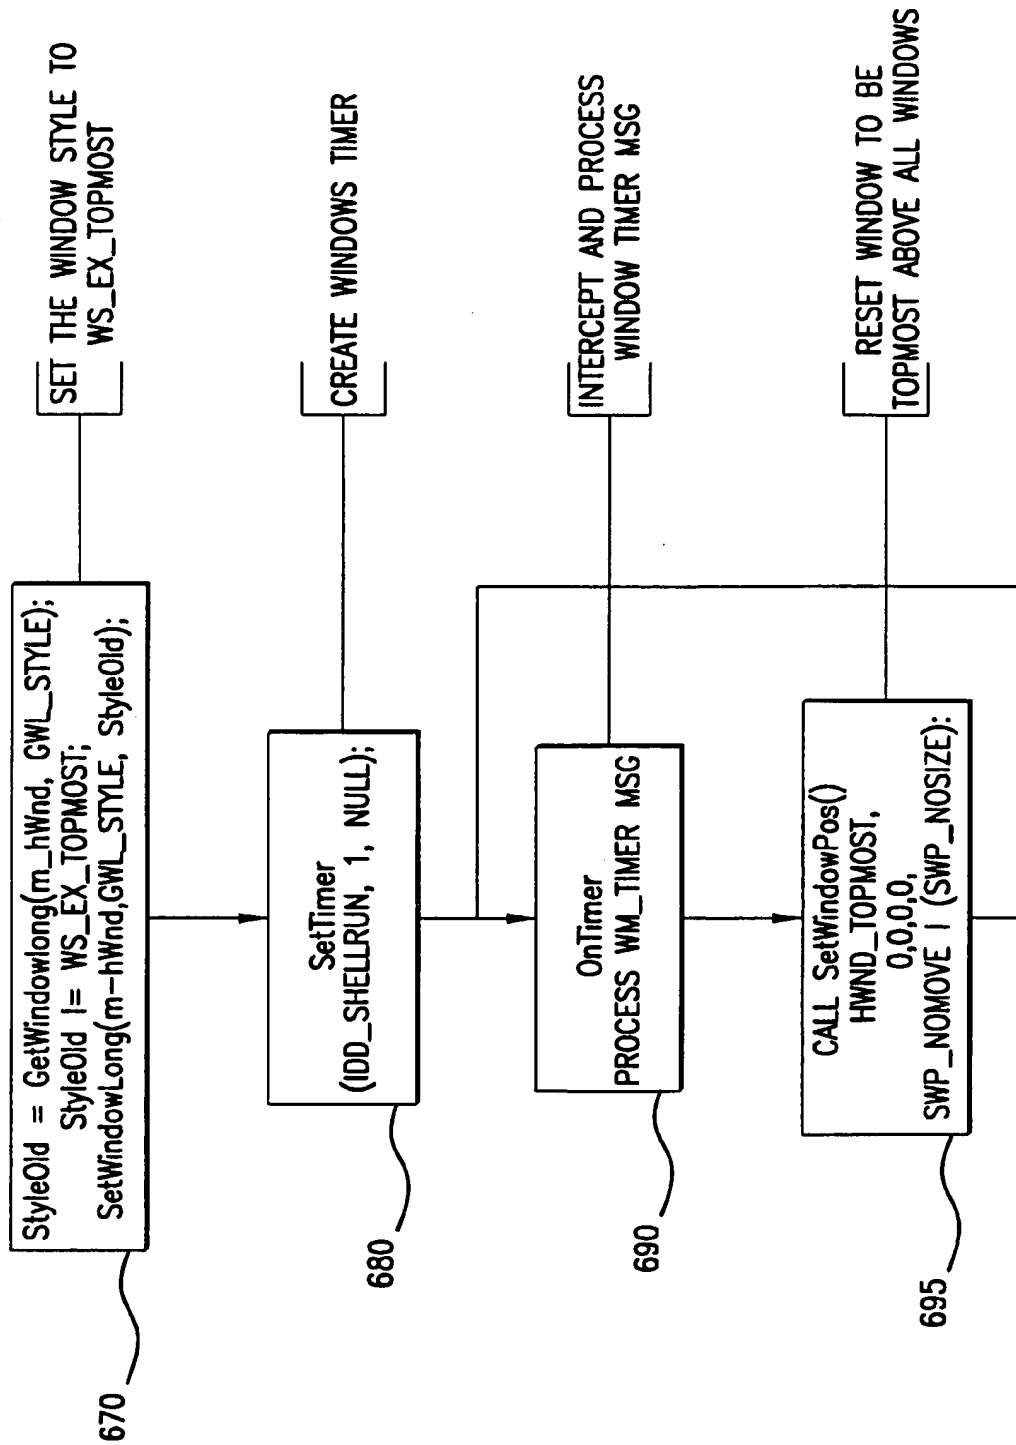 StyleOld = GetWindowlong(m_hWnd, GWL_STYLE);
StyleOld |= WS_EX_TOPMOST;
SetWindowLong(m-hWnd,GWL_STYLE, StyleOld);
670
SET THE WINDOW STYLE TO
WS_EX_TOPMOST
SetTimer
(IDD_SHELLRUN, 1, NULL);
680
CREATE WINDOWS TIMER
OnTimer
PROCESS WM_TIMER MSG
690
INTERCEPT AND PROCESS
WINDOW TIMER MSG
CALL SetWindowPos()
HWND_TOPMOST,
0,0,0,0,
SWP_NOMOVE | (SWP_NOSIZE):
695
RESET WINDOW TO BE
TOPMOST ABOVE ALL WINDOWS